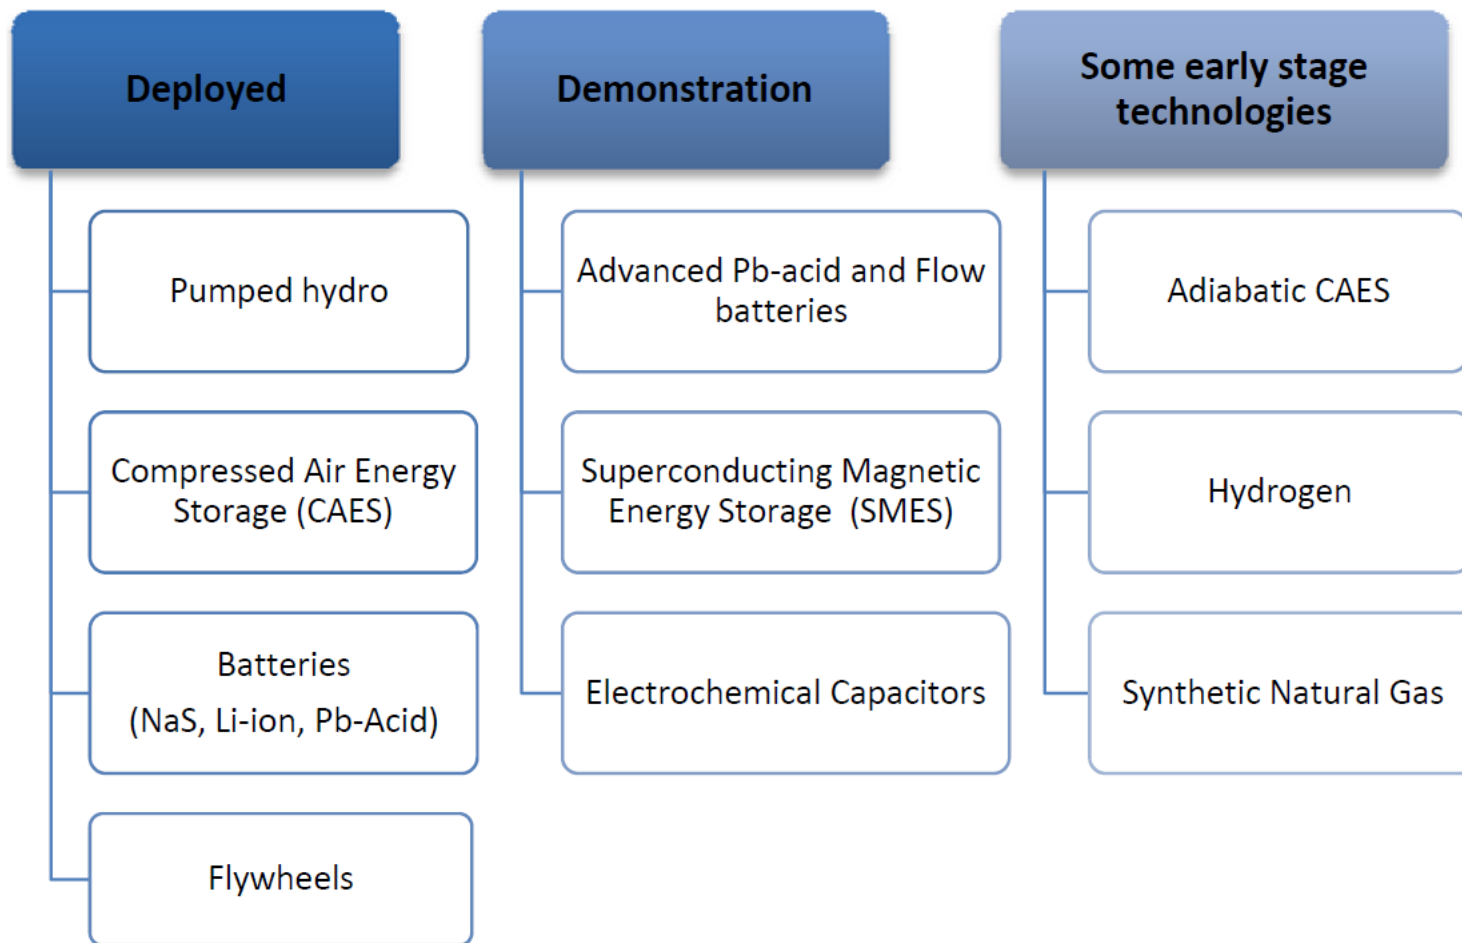 Deployed
Pumped hydro
Compressed Air Energy
Storage (CAES)
Batteries
(NaS, Li-ion, Pb-Acid)
Flywheels
Demonstration
Advanced Pb-acid and Flow
batteries
Superconducting Magnetic
Energy Storage (SMES)
Electrochemical Capacitors
Some early stage
technologies
Adiabatic CAES
Hydrogen
Synthetic Natural Gas